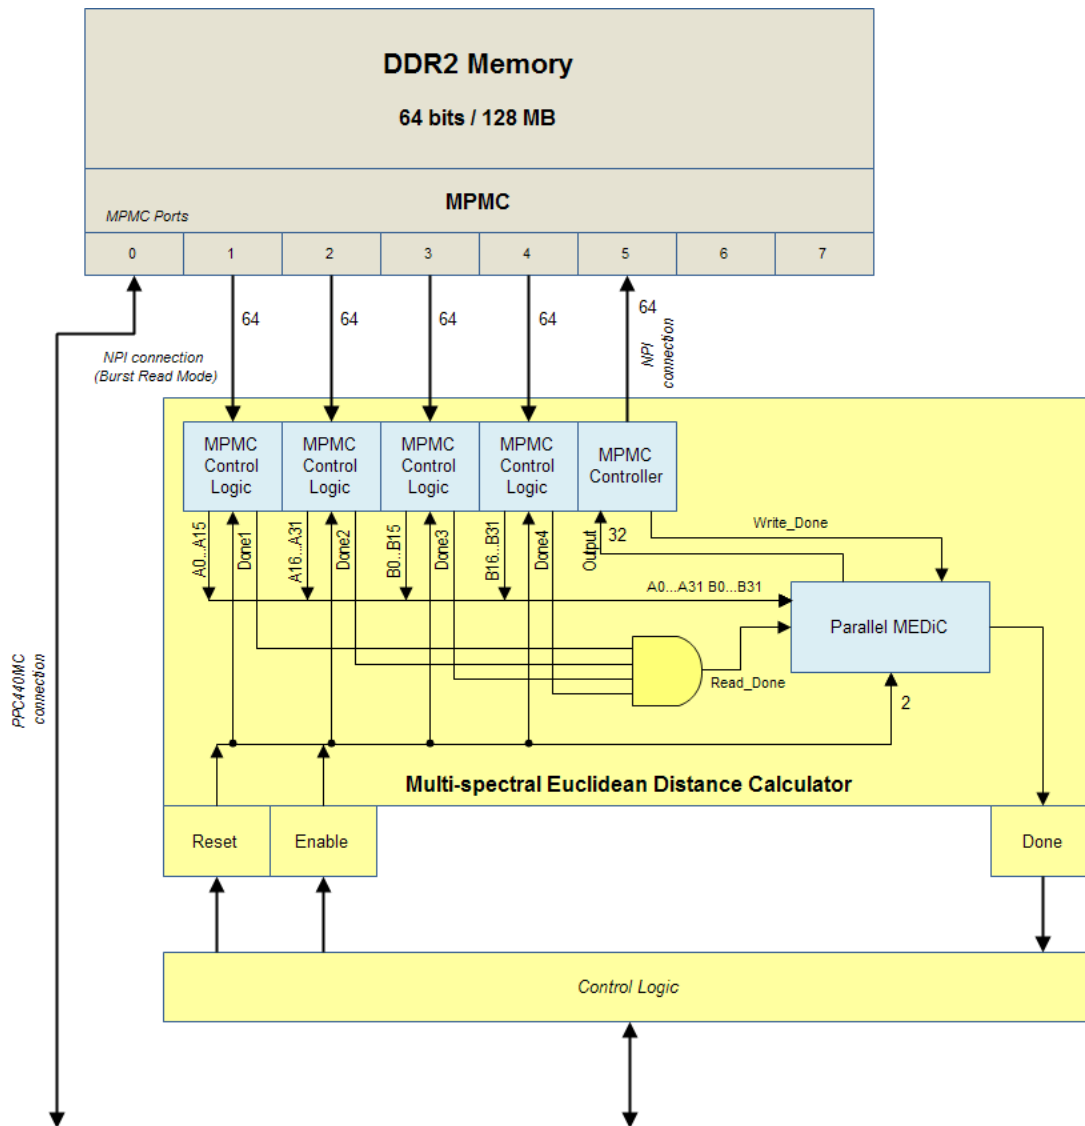 DDR2 Memory
64 bits / 128 MB
MPMC
MPMC Ports
0 1 2 3 4 5 6 7
64 64 64 64 64
NPI connection
(Burst Read Mode)
NPI
connection
MPMC
Control
Logic
MPMC
Control
Logic
MPMC
Control
Logic
MPMC
Control
Logic
MPMC
Controller
A0...A15
Done1
A16...A31
Done2
B0...B15
Done3
B16...B31
Done4
Output
32
Write_Done
A0...A31 B0...B31
Parallel MEDiC
Read_Done
2
PPC440MC
connection
Multi-spectral Euclidean Distance Calculator
Reset
Enable
Done
Control Logic